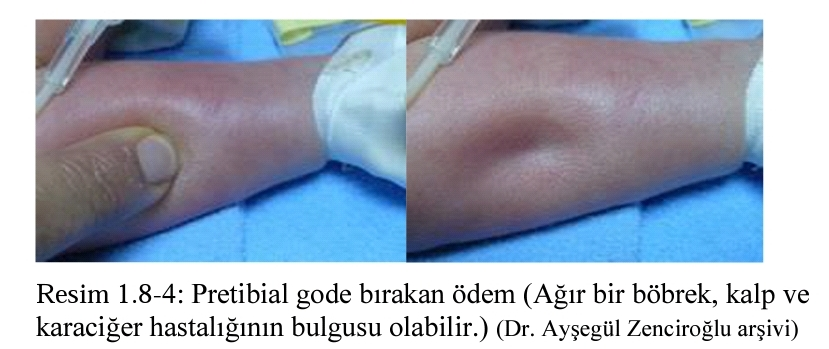 Resim 1.8-4: Pretibial gode bırakan ödem (Ağır bir böbrek, kalp ve
karaciğer hastalığının bulgusu olabilir.) (Dr. Ayşegül Zenciroğlu arşivi)